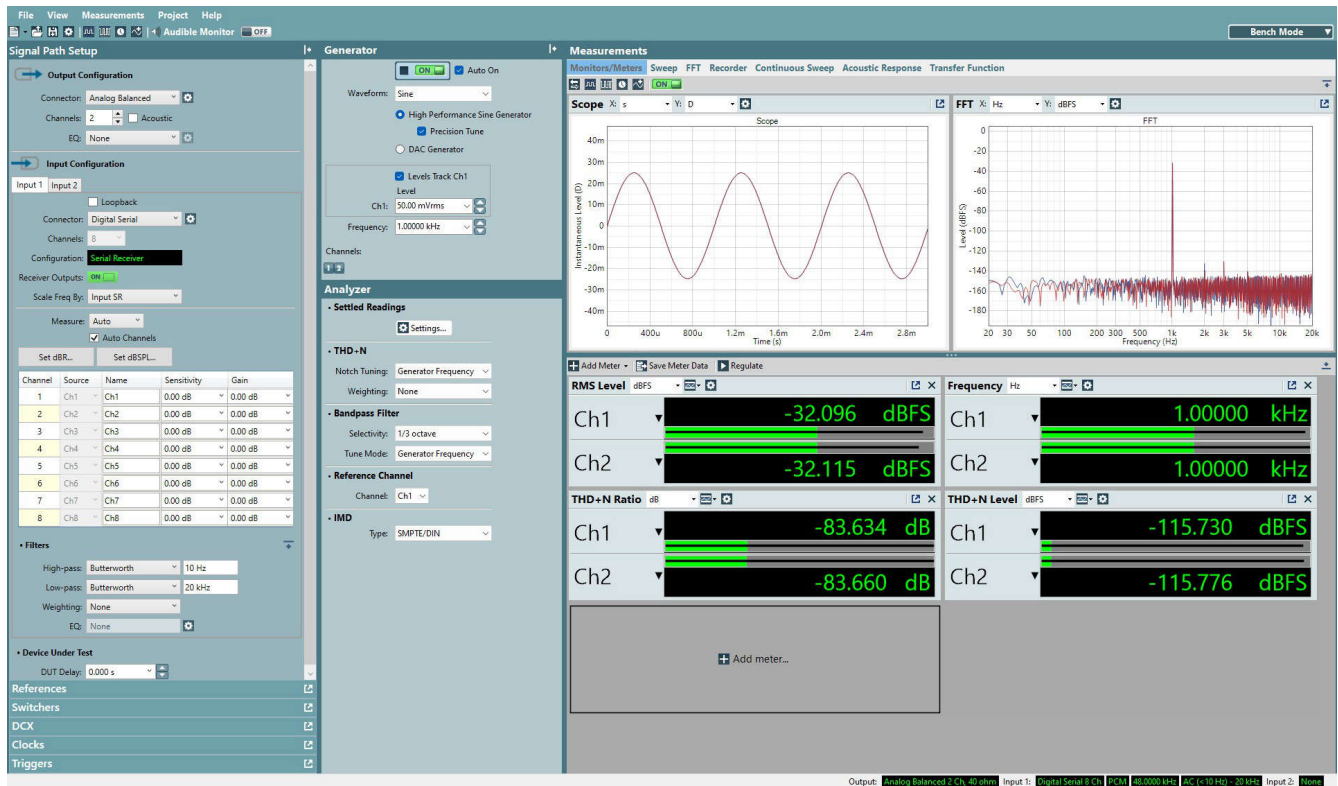 File View Measurements Project Help
Audible Monitor OFF
Bench Mode
Signal Path Setup
Output Configuration
Connector: Analog Balanced
Channels: 2 Acoustic
EQ: None
Input Configuration
Input 1 Input 2
Loopback
Connector: Digital Serial
Channels: 8
Configuration: Serial Receiver
Receiver Outputs: ON
Scale Freq By: Input SR
Measure: Auto
Auto Channels
Set dBR... Set dBSPL...
Channel Source Name Sensitivity Gain
1 Ch1 Ch1 0.00 dB 0.00 dB
2 Ch2 Ch2 0.00 dB 0.00 dB
3 Ch3 Ch3 0.00 dB 0.00 dB
4 Ch4 Ch4 0.00 dB 0.00 dB
5 Ch5 Ch5 0.00 dB 0.00 dB
6 Ch6 Ch6 0.00 dB 0.00 dB
7 Ch7 Ch7 0.00 dB 0.00 dB
8 Ch8 Ch8 0.00 dB 0.00 dB
Filters
High-pass: Butterworth 10 Hz
Low-pass: Butterworth 20 kHz
Weighting: None
EQ: None
Device Under Test
DUT Delay: 0.000 s
References
Switchers
DCX
Clocks
Triggers
Generator
ON Auto On
Waveform: Sine
High Performance Sine Generator
Precision Tune
DAC Generator
Levels Track Ch1
Level
Ch1: 50.00 mVrms
Frequency: 1.00000 kHz
Channels:
1 2
Analyzer
Settled Readings
Settings...
THD+N
Notch Tuning: Generator Frequency
Weighting: None
Bandpass Filter
Selectivity: 1/3 octave
Tune Mode: Generator Frequency
Reference Channel
Channel: Ch1
IMD
Type: SMPTE/DIN
Measurements
Monitors/Meters Sweep FFT Recorder Continuous Sweep Acoustic Response Transfer Function
ON
Scope X: s Y: D
Scope
Instantaneous Level (D)
40m
30m
20m
10m
0
-10m
-20m
-30m
-40m
0 400u 800u 1.2m 1.6m 2.0m 2.4m 2.8m
Time (s)
FFT X: Hz Y: dBFS
FFT
Level (dBFS)
0
-20
-40
-60
-80
-100
-120
-140
-160
-180
20 30 50 100 200 300 500 1k 2k 3k 5k 10k 20k
Frequency (Hz)
Add Meter Save Meter Data Regulate
RMS Level dBFS
Ch1 -32.096 dBFS
Ch2 -32.115 dBFS
Frequency Hz
Ch1 1.00000 kHz
Ch2 1.00000 kHz
THD+N Ratio dB
Ch1 -83.634 dB
Ch2 -83.660 dB
THD+N Level dBFS
Ch1 -115.730 dBFS
Ch2 -115.776 dBFS
Add meter...
Output: Analog Balanced 2 Ch, 40 ohm Input 1: Digital Serial 8 Ch PCM 48.0000 kHz AC (<10 Hz) - 20 kHz Input 2: None